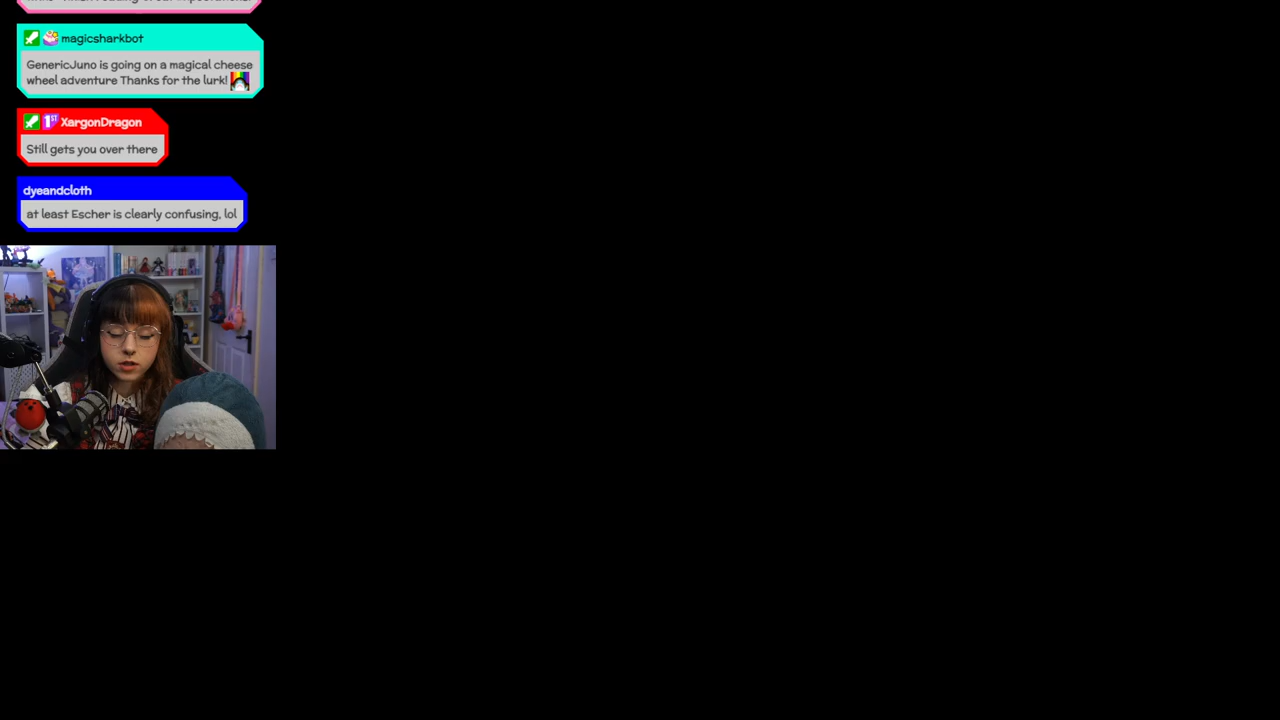 magicsharkbot
GenericJuno is going on a magical cheese
wheel adventure Thanks for the lurk!
1ST XargonDragon
Still gets you over there
dyeandcloth
at least Escher is clearly confusing, lol